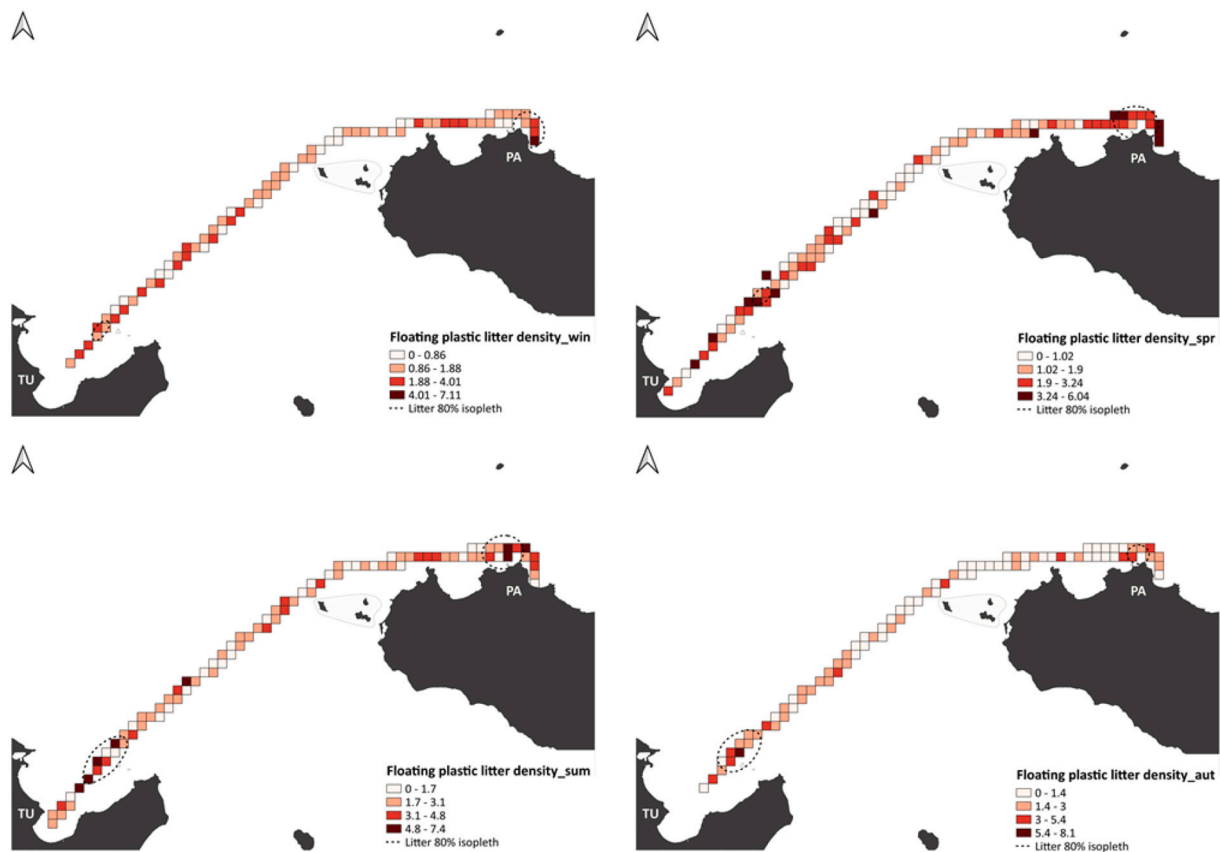 PA
TU
Floating plastic litter density_win
0 - 0.86
0.86 - 1.88
1.88 - 4.01
4.01 - 7.11
Litter 80% isopleth
PA
TU
Floating plastic litter density_spr
0 - 1.02
1.02 - 1.9
1.9 - 3.24
3.24 - 6.04
Litter 80% isopleth
PA
TU
Floating plastic litter density_sum
0 - 1.7
1.7 - 3.1
3.1 - 4.8
4.8 - 7.4
Litter 80% isopleth
PA
TU
Floating plastic litter density_aut
0 - 1.4
1.4 - 3
3 - 5.4
5.4 - 8.1
Litter 80% isopleth